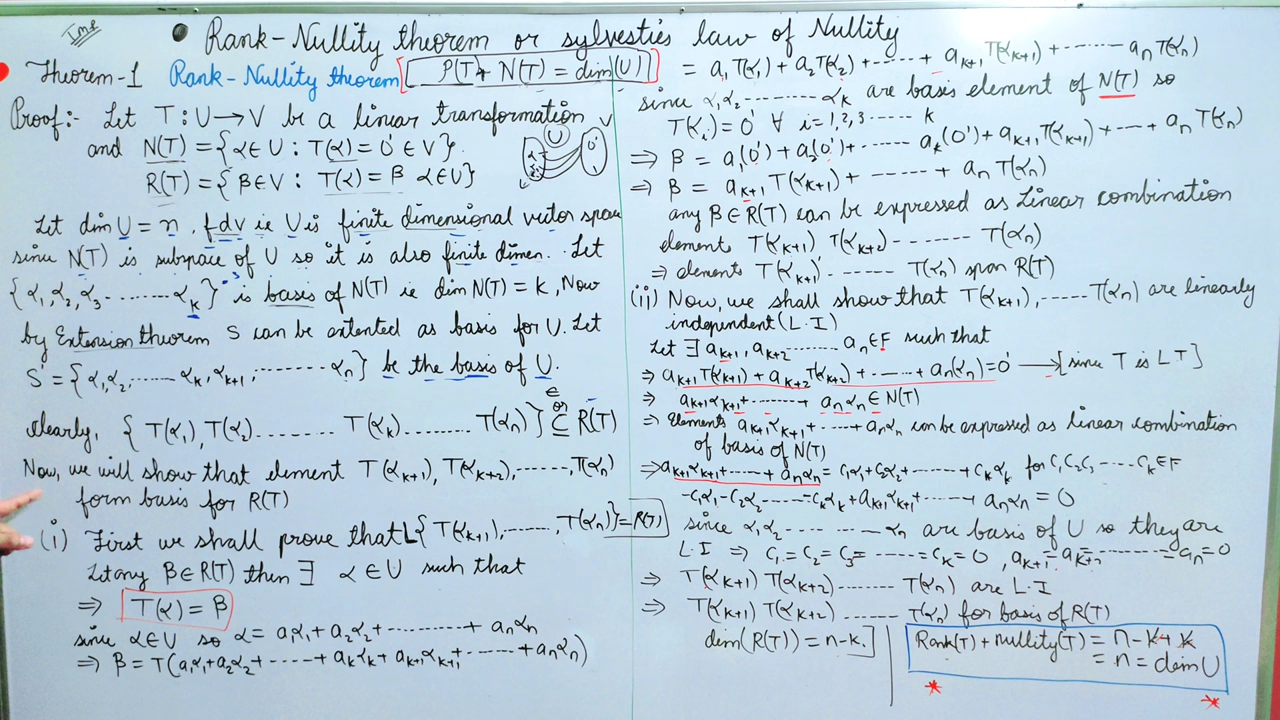 Imp
• Rank-Nullity theorem or sylvesties law of Nullity
Theorem-1 Rank-Nullity theorem [ρ(T)+ N(T) = dim(U)]
Proof:- Let T:U→V be a linear transformation
and N(T) = {α∈U : T(α) = 0' ∈ V}.
R(T) = {β∈V : T(α) = β α∈U}
Let dim U = n. fdv ie U is finite dimensional vector space
since N(T) is subspace of U so it is also finite dimen. Let
{α₁, α₂, α₃ ........ αₖ} is basis of N(T) ie dim N(T) = k, Now
by Extension theorem S can be extented as basis for U. Let
S' = {α₁, α₂, ...... αₖ, αₖ₊₁, ........ αₙ} be the basis of U.
clearly, {T(α₁), T(α₂) ........ T(αₖ) ........ T(αₙ)} ∈ or ⊆ R(T)
Now, we will show that element T(αₖ₊₁), T(αₖ₊₂), ......, T(αₙ)
form basis for R(T)
(i) First we shall prove that L{T(αₖ₊₁), ......, T(αₙ)} = R(T)
Let any β∈R(T) then ∃ α∈U such that
⇒ T(α) = β
since α∈U so α = a₁α₁ + a₂α₂ + .......... + aₙαₙ
⇒ β = T(a₁α₁ + a₂α₂ + ..... + aₖαₖ + aₖ₊₁αₖ₊₁ + ...... + aₙαₙ)
= a₁T(α₁) + a₂T(α₂) + ...... + aₖ₊₁T(αₖ₊₁) + ...... aₙT(αₙ)
since α₁, α₂ .......... αₖ are basis element of N(T) so
T(αᵢ) = 0' ∀ i = 1, 2, 3 ...... k
⇒ β = a₁(0') + a₂(0') + ...... aₖ(0') + aₖ₊₁T(αₖ₊₁) + ... + aₙT(αₙ)
⇒ β = aₖ₊₁T(αₖ₊₁) + ....... + aₙT(αₙ)
any β∈R(T) can be expressed as Linear combination
elements T(αₖ₊₁) T(αₖ₊₂) ........ T(αₙ)
⇒ elements T(αₖ₊₁) ....... T(αₙ) span R(T)
(ii) Now, we shall show that T(αₖ₊₁), ..... T(αₙ) are linearly
independent (L.I)
Let ∃ aₖ₊₁, aₖ₊₂ ........ aₙ∈F such that
⇒ aₖ₊₁T(αₖ₊₁) + aₖ₊₂T(αₖ₊₂) + ...... + aₙ(αₙ) = 0' → [since T is LT]
⇒ aₖ₊₁αₖ₊₁ + ........ + aₙαₙ ∈ N(T)
⇒ Elements aₖ₊₁αₖ₊₁ + ..... + aₙαₙ can be expressed as linear combination
of basis of N(T)
⇒ aₖ₊₁αₖ₊₁ + ...... + aₙαₙ = c₁α₁ + c₂α₂ + ........ + cₖαₖ for c₁ c₂ c₃ .... cₖ∈F
-c₁α₁ - c₂α₂ ....... -cₖαₖ + aₖ₊₁αₖ₊₁ + ...... + aₙαₙ = 0
since α₁, α₂ ......... αₙ are basis of U so they are
L.I ⇒ c₁ = c₂ = c₃ = ..... = cₖ = 0, aₖ₊₁ = aₖ₊₂ = ......... = aₙ = 0
⇒ T(αₖ₊₁) T(αₖ₊₂) ........ T(αₙ) are L.I
⇒ T(αₖ₊₁) T(αₖ₊₂) ....... T(αₙ) for basis of R(T)
dim(R(T)) = n-k.]
Rank(T) + nullity(T) = n - k + k
= n = dim U